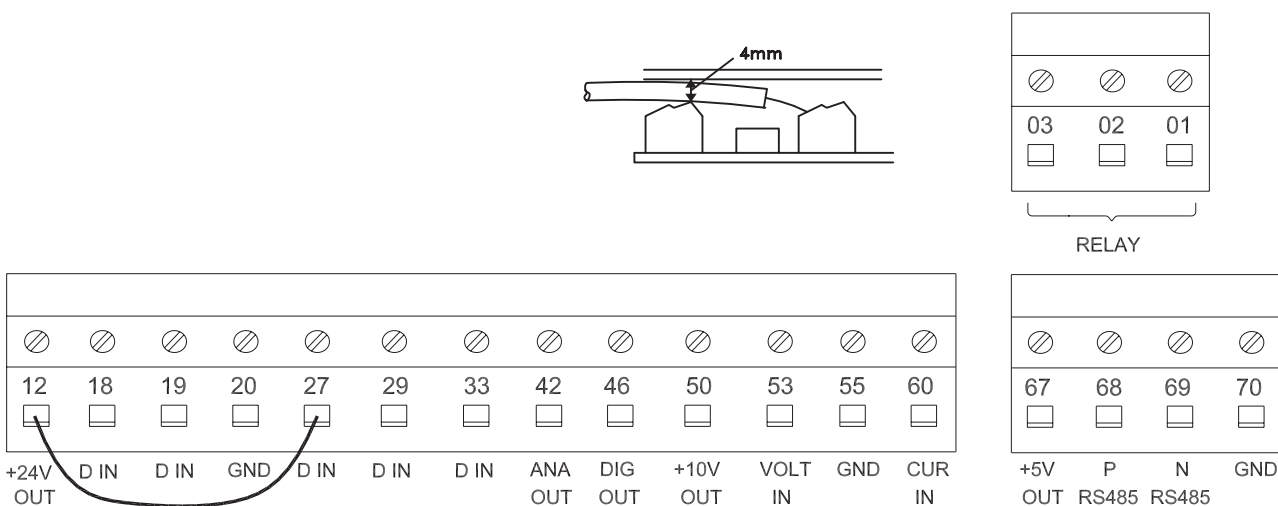 4mm
03 02 01
RELAY
12 18 19 20 27 29 33 42 46 50 53 55 60
+24V D IN D IN GND D IN D IN D IN ANA DIG +10V VOLT GND CUR
OUT OUT OUT OUT IN IN
67 68 69 70
+5V P N GND
OUT RS485 RS485